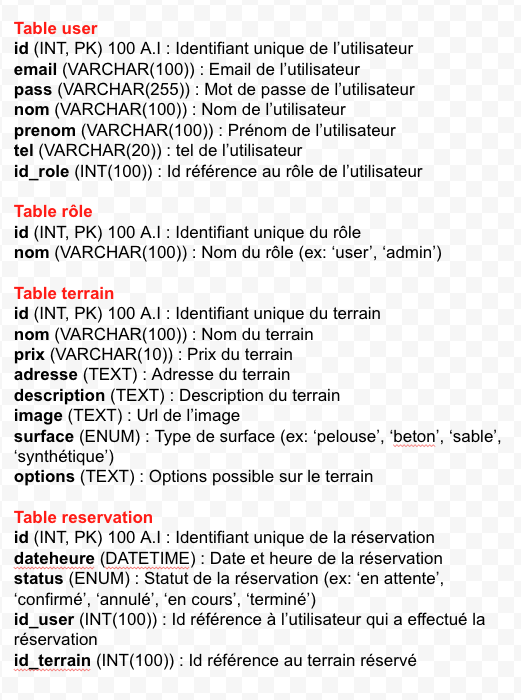 Table user
id (INT, PK) 100 A.I : Identifiant unique de l’utilisateur
email (VARCHAR(100)) : Email de l’utilisateur
pass (VARCHAR(255)) : Mot de passe de l’utilisateur
nom (VARCHAR(100)) : Nom de l’utilisateur
prenom (VARCHAR(100)) : Prénom de l’utilisateur
tel (VARCHAR(20)) : tel de l’utilisateur
id_role (INT(100)) : Id référence au rôle de l’utilisateur
Table rôle
id (INT, PK) 100 A.I : Identifiant unique du rôle
nom (VARCHAR(100)) : Nom du rôle (ex: ‘user’, ‘admin’)
Table terrain
id (INT, PK) 100 A.I : Identifiant unique du terrain
nom (VARCHAR(100)) : Nom du terrain
prix (VARCHAR(10)) : Prix du terrain
adresse (TEXT) : Adresse du terrain
description (TEXT) : Description du terrain
image (TEXT) : Url de l’image
surface (ENUM) : Type de surface (ex: ‘pelouse’, ‘beton’, ‘sable’,
‘synthétique’)
options (TEXT) : Options possible sur le terrain
Table reservation
id (INT, PK) 100 A.I : Identifiant unique de la réservation
dateheure (DATETIME) : Date et heure de la réservation
status (ENUM) : Statut de la réservation (ex: ‘en attente’,
‘confirmé’, ‘annulé’, ‘en cours’, ‘terminé’)
id_user (INT(100)) : Id référence à l’utilisateur qui a effectué la
réservation
id_terrain (INT(100)) : Id référence au terrain réservé